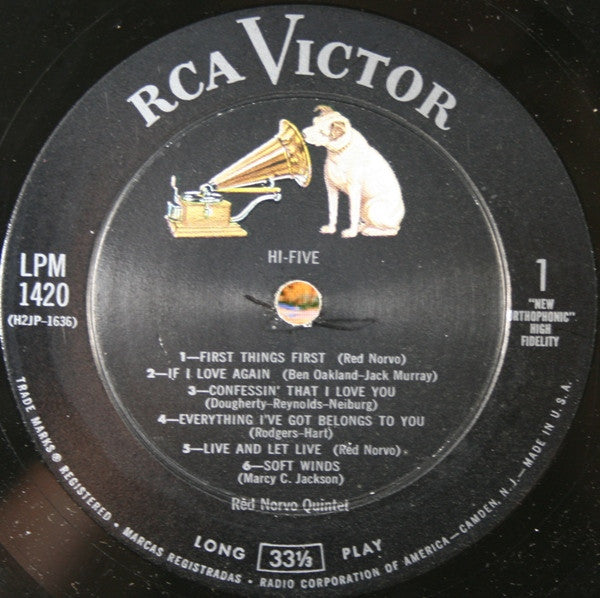 RCA VICTOR
HI-FIVE
LPM
1420
(H2JP-1636)
1
"NEW
ORTHOPHONIC"
HIGH
FIDELITY
1—FIRST THINGS FIRST (Red Norvo)
2—IF I LOVE AGAIN (Ben Oakland-Jack Murray)
3—CONFESSIN' THAT I LOVE YOU
(Dougherty-Reynolds-Neiburg)
4—EVERYTHING I'VE GOT BELONGS TO YOU
(Rodgers-Hart)
5—LIVE AND LET LIVE (Red Norvo)
6—SOFT WINDS
(Marcy C. Jackson)
Red Norvo Quintet
LONG 33⅓ PLAY
TRADE MARKS ® REGISTERED • MARCAS REGISTRADAS • RADIO CORPORATION OF AMERICA—CAMDEN, N. J.—MADE IN U.S.A.